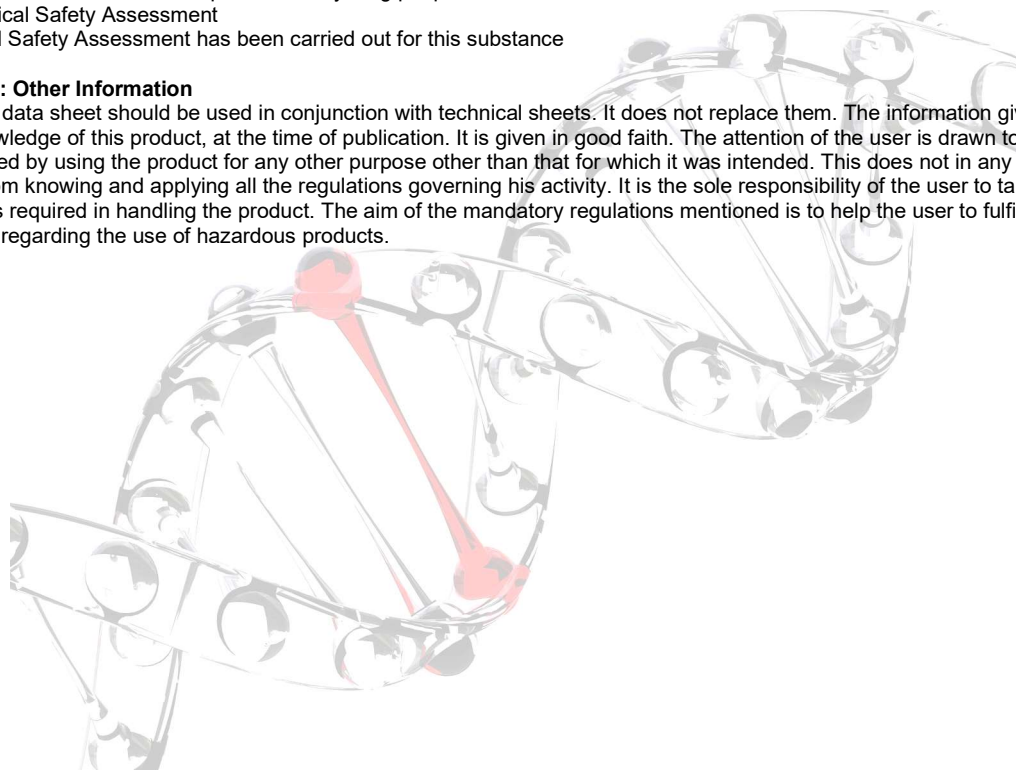 ical Safety Assessment
Safety Assessment has been carried out for this substance
: Other Information
data sheet should be used in conjunction with technical sheets. It does not replace them. The information
of this product, at the time of publication. It is given in good faith. The attention of the user is drawn to
by using the product for any other purpose other than that for which it was intended. This does not in any
knowing and applying all the regulations governing his activity. It is the sole responsibility of the user to
required in handling the product. The aim of the mandatory regulations mentioned is to help the user to
regarding the use of hazardous products.